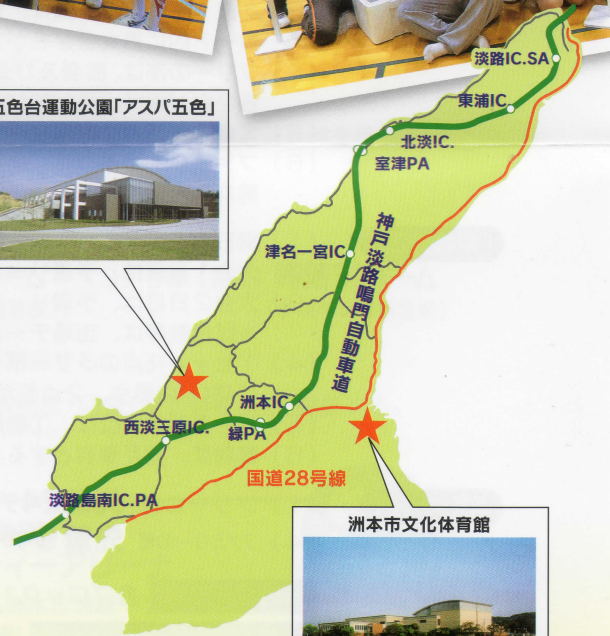 淡路IC.SA
東浦IC
北淡IC.
室津PA
五色台運動公園「アスパ五色」
津名一宮IC
神戸淡路鳴門自動車道
洲本IC
緑PA
西淡三原IC.
国道28号線
淡路島南IC.PA
洲本市文化体育館